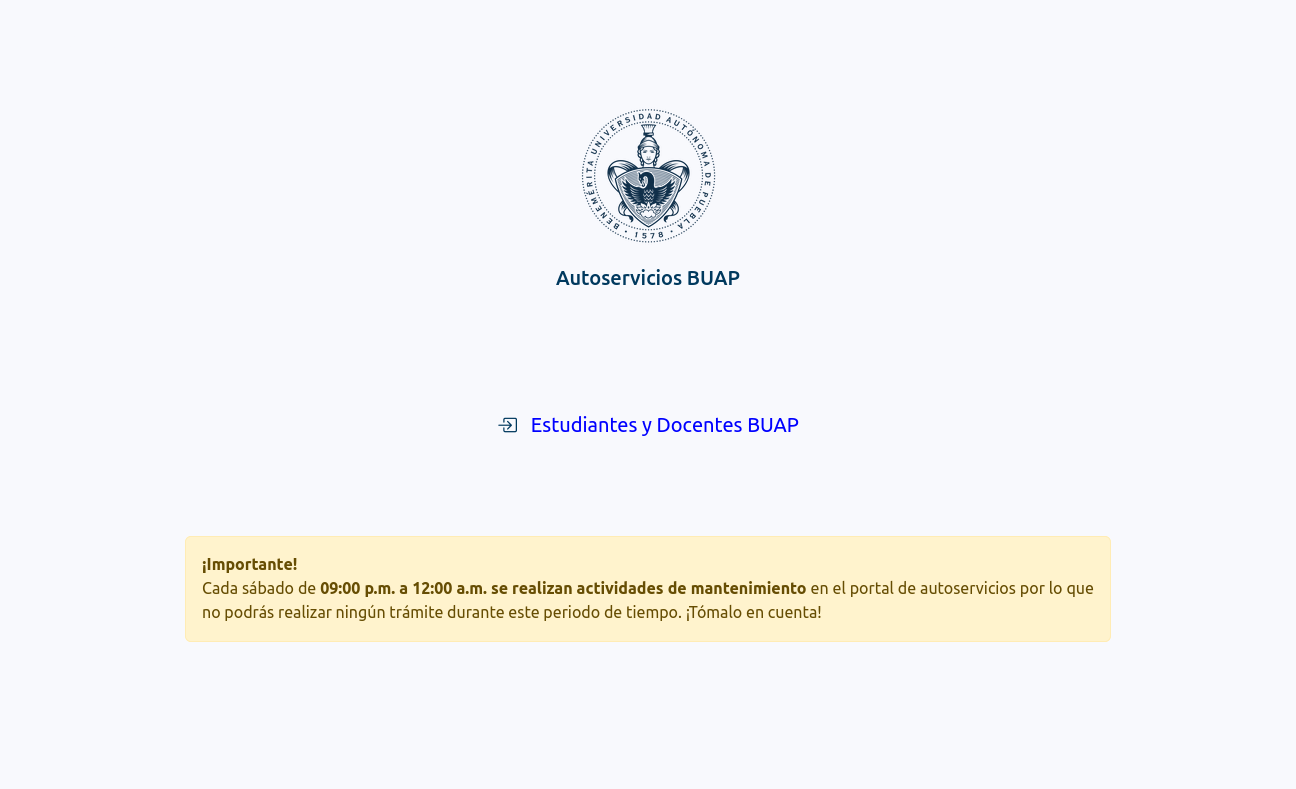 BENEMÉRITA UNIVERSIDAD AUTÓNOMA DE PUEBLA
• 1578 •
Autoservicios BUAP
Estudiantes y Docentes BUAP
¡Importante!
Cada sábado de 09:00 p.m. a 12:00 a.m. se realizan actividades de mantenimiento en el portal de autoservicios por lo que
no podrás realizar ningún trámite durante este periodo de tiempo. ¡Tómalo en cuenta!